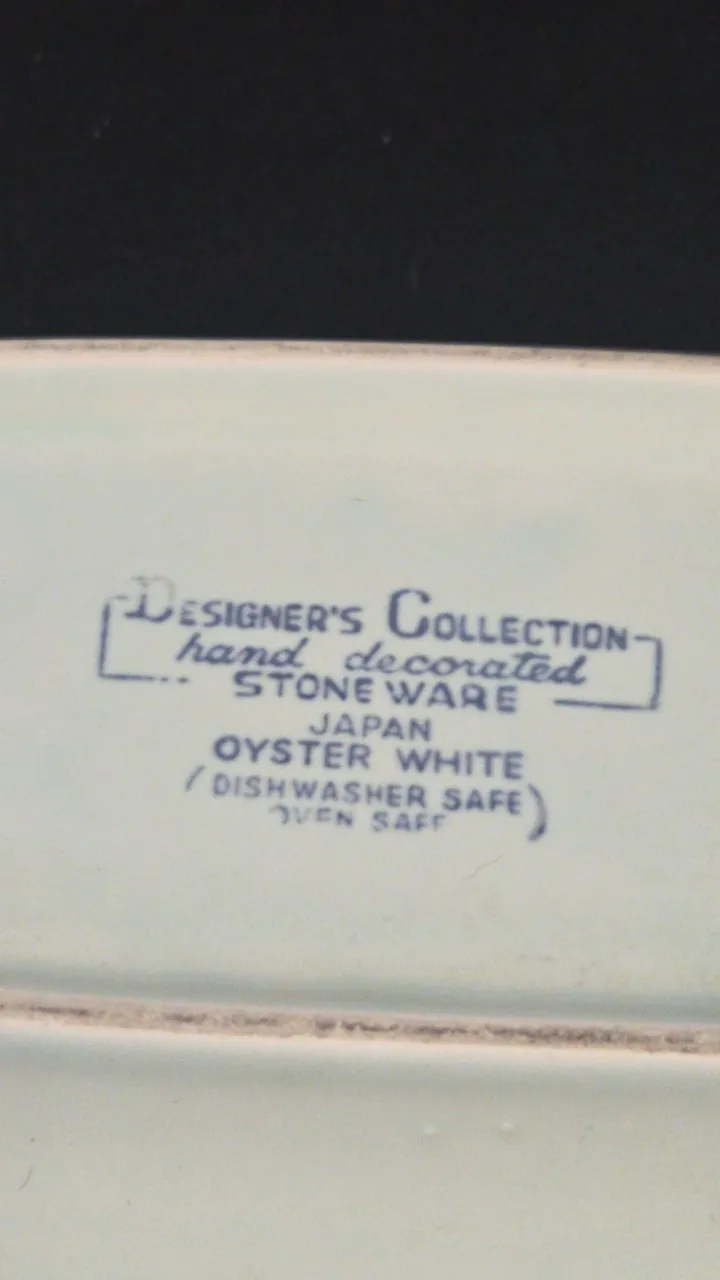 DESIGNER'S COLLECTION
hand decorated
STONEWARE
JAPAN
OYSTER WHITE
(DISHWASHER SAFE)
OVEN SAFE